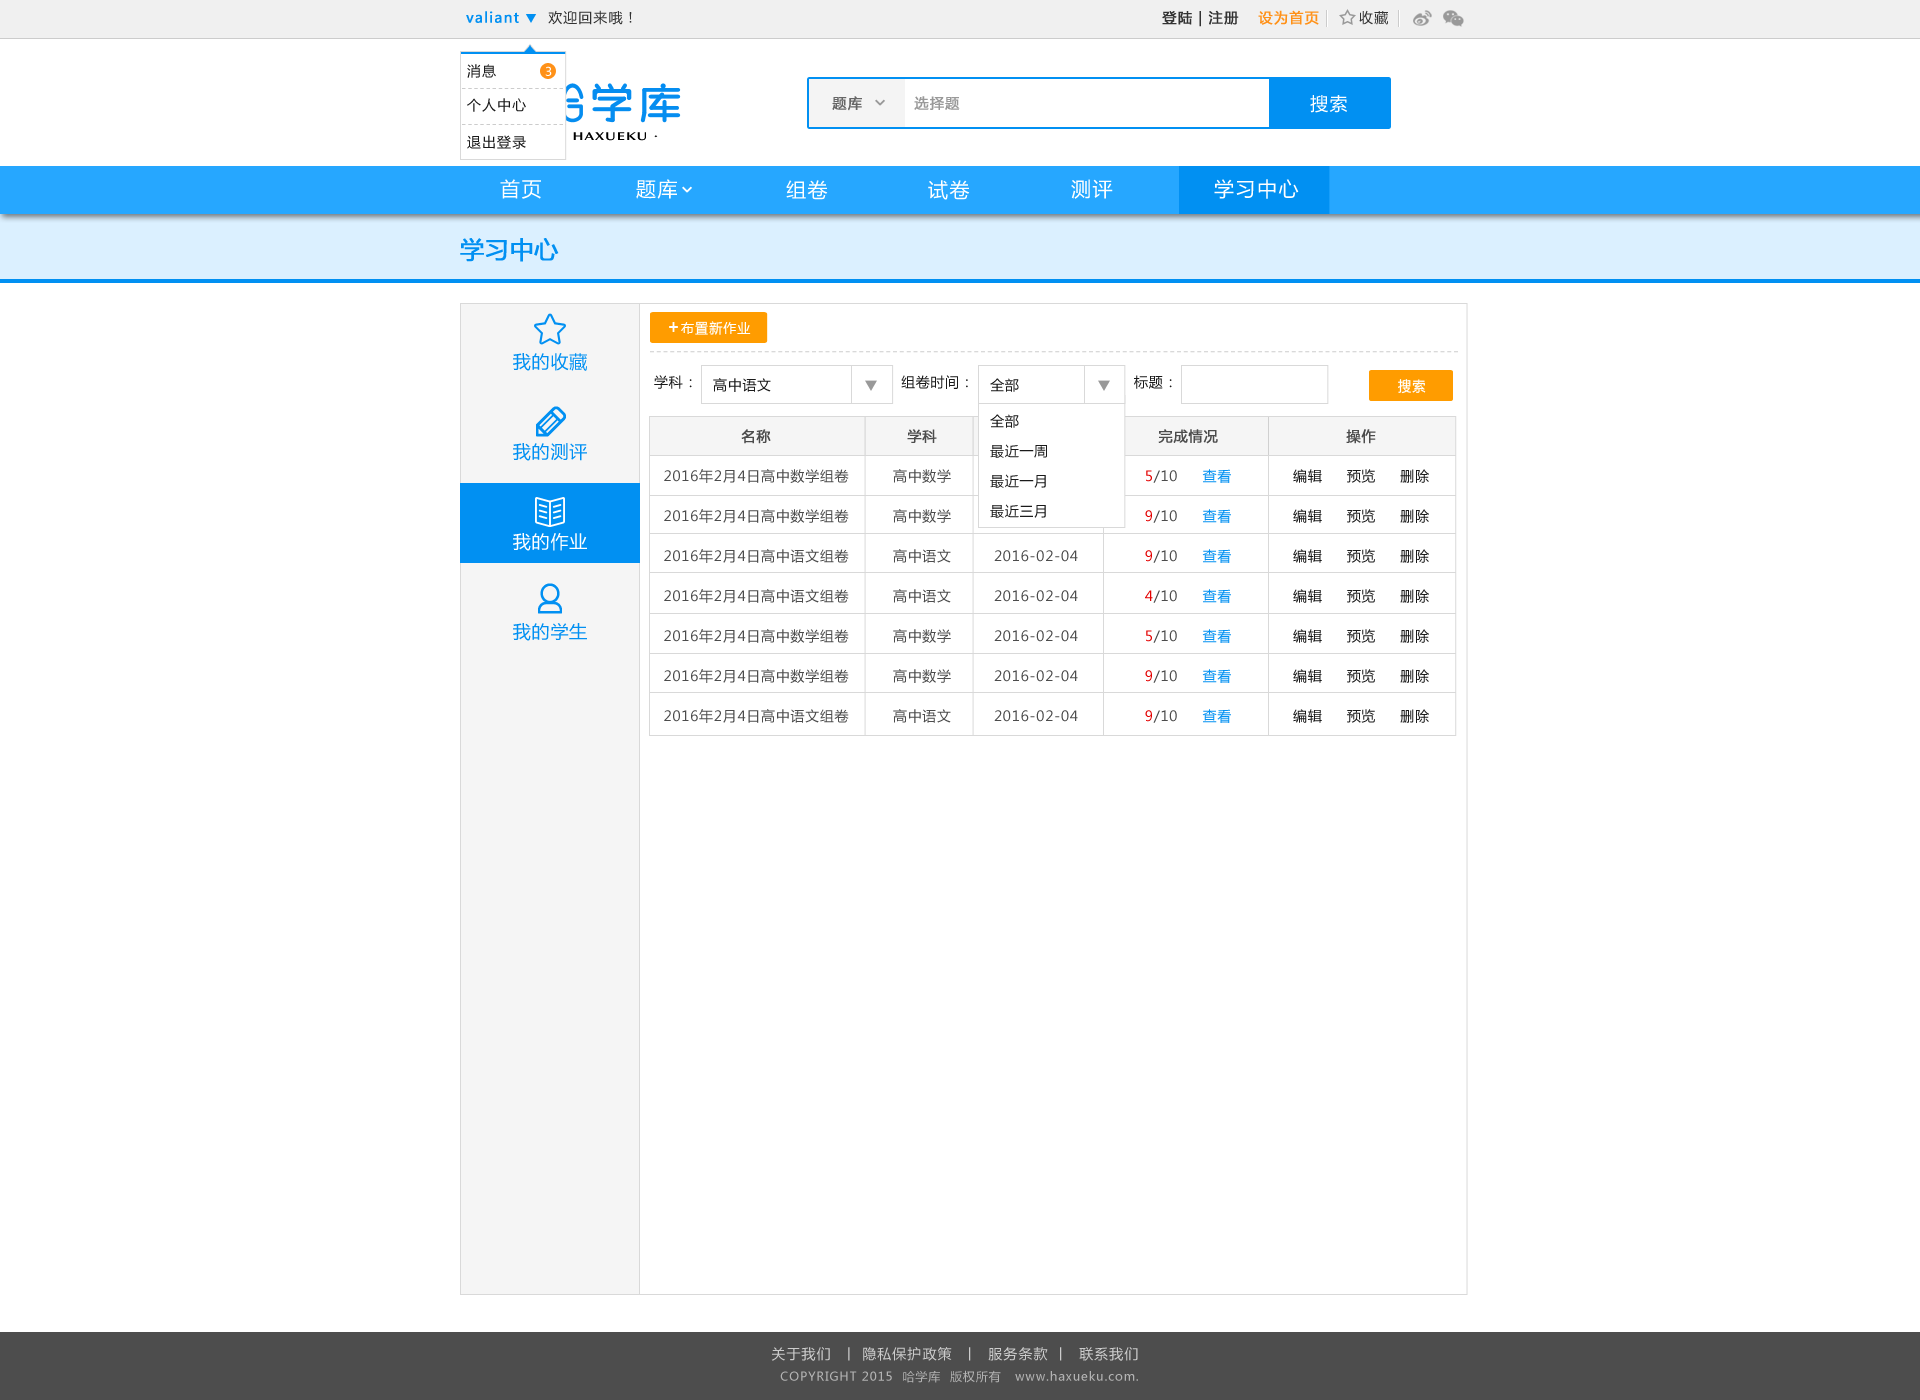 valiant ▼ 欢迎回来哦！ 登陆 | 注册 设为首页 收藏
消息 3
个人中心
退出登录
学库
HAXUEKU ·
题库 选择题 搜索
首页 题库 组卷 试卷 测评 学习中心
学习中心
我的收藏
我的测评
我的作业
我的学生
+布置新作业
学科： 高中语文 组卷时间： 全部 标题： 搜索
全部
最近一周
最近一月
最近三月
名称 学科 完成情况 操作
2016年2月4日高中数学组卷 高中数学 5/10 查看 编辑 预览 删除
2016年2月4日高中数学组卷 高中数学 9/10 查看 编辑 预览 删除
2016年2月4日高中语文组卷 高中语文 2016-02-04 9/10 查看 编辑 预览 删除
2016年2月4日高中语文组卷 高中语文 2016-02-04 4/10 查看 编辑 预览 删除
2016年2月4日高中数学组卷 高中数学 2016-02-04 5/10 查看 编辑 预览 删除
2016年2月4日高中数学组卷 高中数学 2016-02-04 9/10 查看 编辑 预览 删除
2016年2月4日高中语文组卷 高中语文 2016-02-04 9/10 查看 编辑 预览 删除
关于我们 | 隐私保护政策 | 服务条款 | 联系我们
COPYRIGHT 2015 哈学库 版权所有 www.haxueku.com.